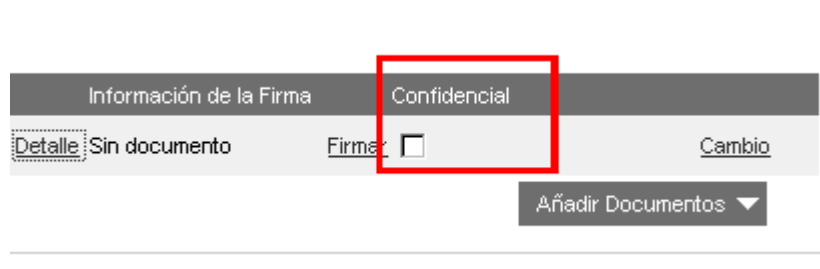 Información de la Firma Confidencial
Detalle Sin documento Firmar Cambio
Añadir Documentos